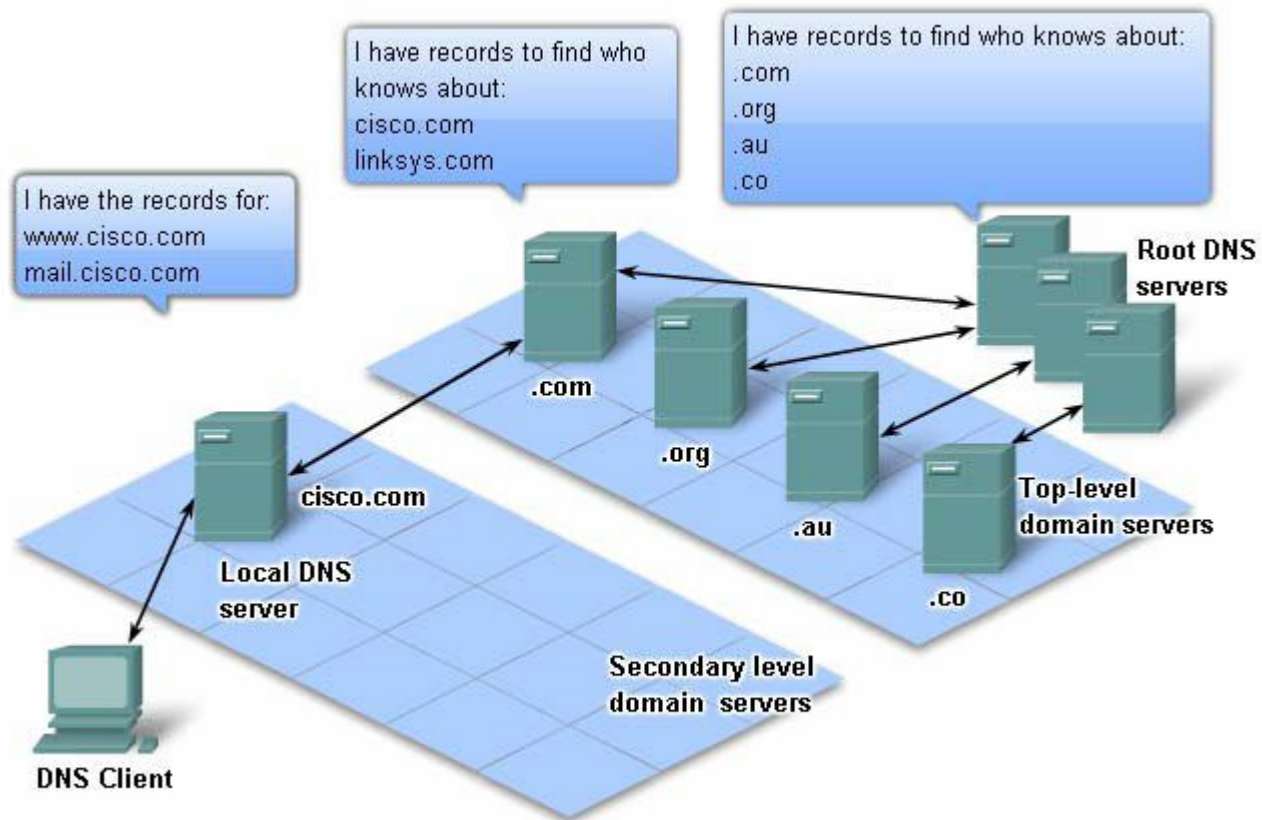 I have the records for:
www.cisco.com
mail.cisco.com
I have records to find who
knows about:
cisco.com
linksys.com
I have records to find who knows about:
.com
.org
.au
.co
Root DNS
servers
.com
.org
.au
.co
Top-level
domain servers
cisco.com
Local DNS
server
Secondary level
domain servers
DNS Client